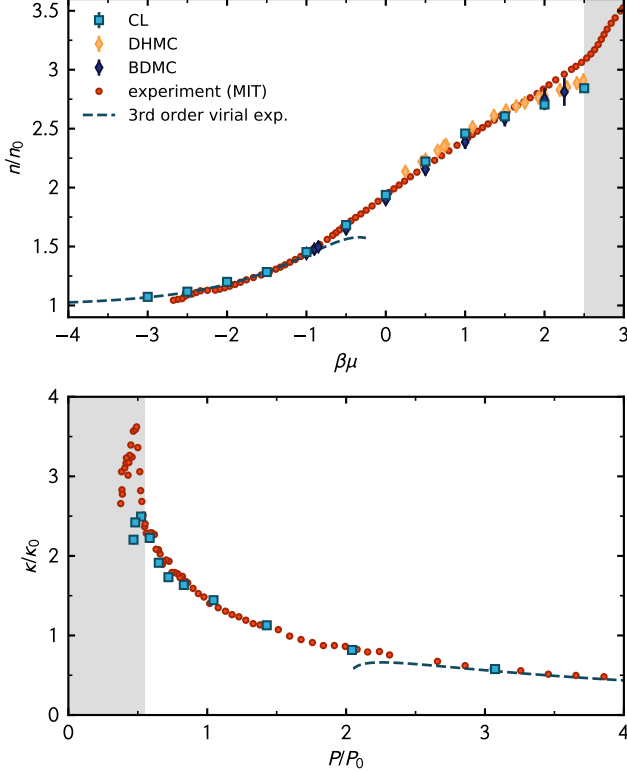 3.5
3
2.5
2
1.5
1
n/n₀
CL
DHMC
BDMC
experiment (MIT)
3rd order virial exp.
−4 −3 −2 −1 0 1 2 3
βμ
4
3
2
1
0
κ/κ₀
0 1 2 3 4
P/P₀